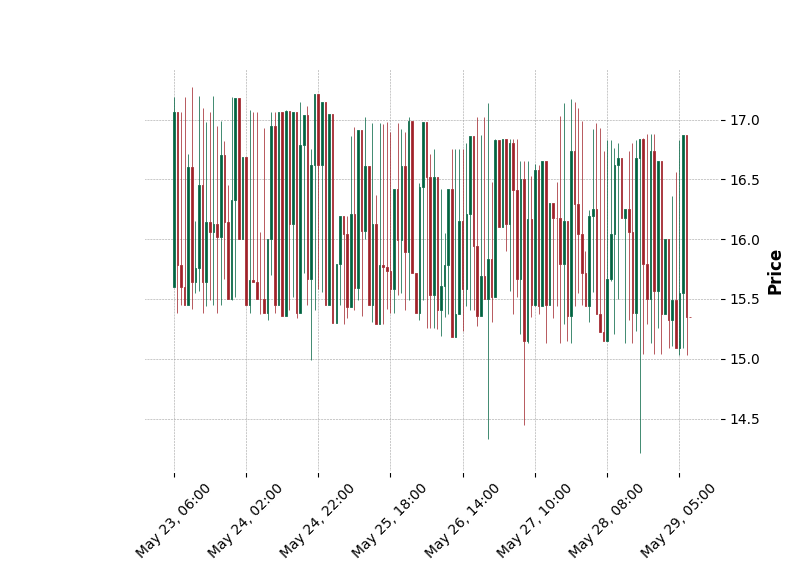 17.0
16.5
16.0
15.5
15.0
14.5
Price
May 23, 06:00
May 24, 02:00
May 24, 22:00
May 25, 18:00
May 26, 14:00
May 27, 10:00
May 28, 08:00
May 29, 05:00